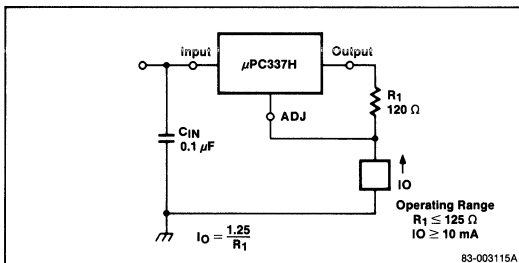 Input
µPC337H
Output
R1
120 Ω
ADJ
CIN
0.1 µF
IO
Operating Range
R1 ≤ 125 Ω
IO ≥ 10 mA
IO = 1.25
R1
83-003115A